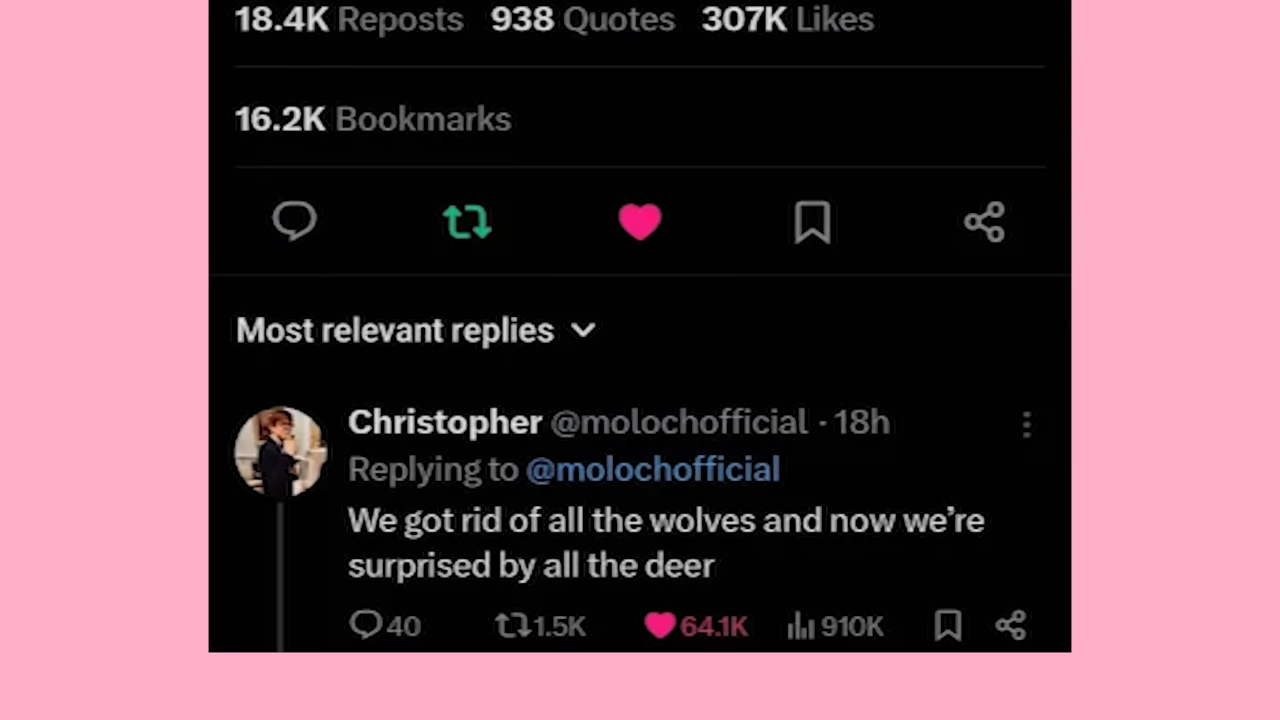 18.4K Reposts 938 Quotes 307K Likes
16.2K Bookmarks
Most relevant replies
Christopher @molochofficial · 18h
Replying to @molochofficial
We got rid of all the wolves and now we’re
surprised by all the deer
40 1.5K 64.1K 910K